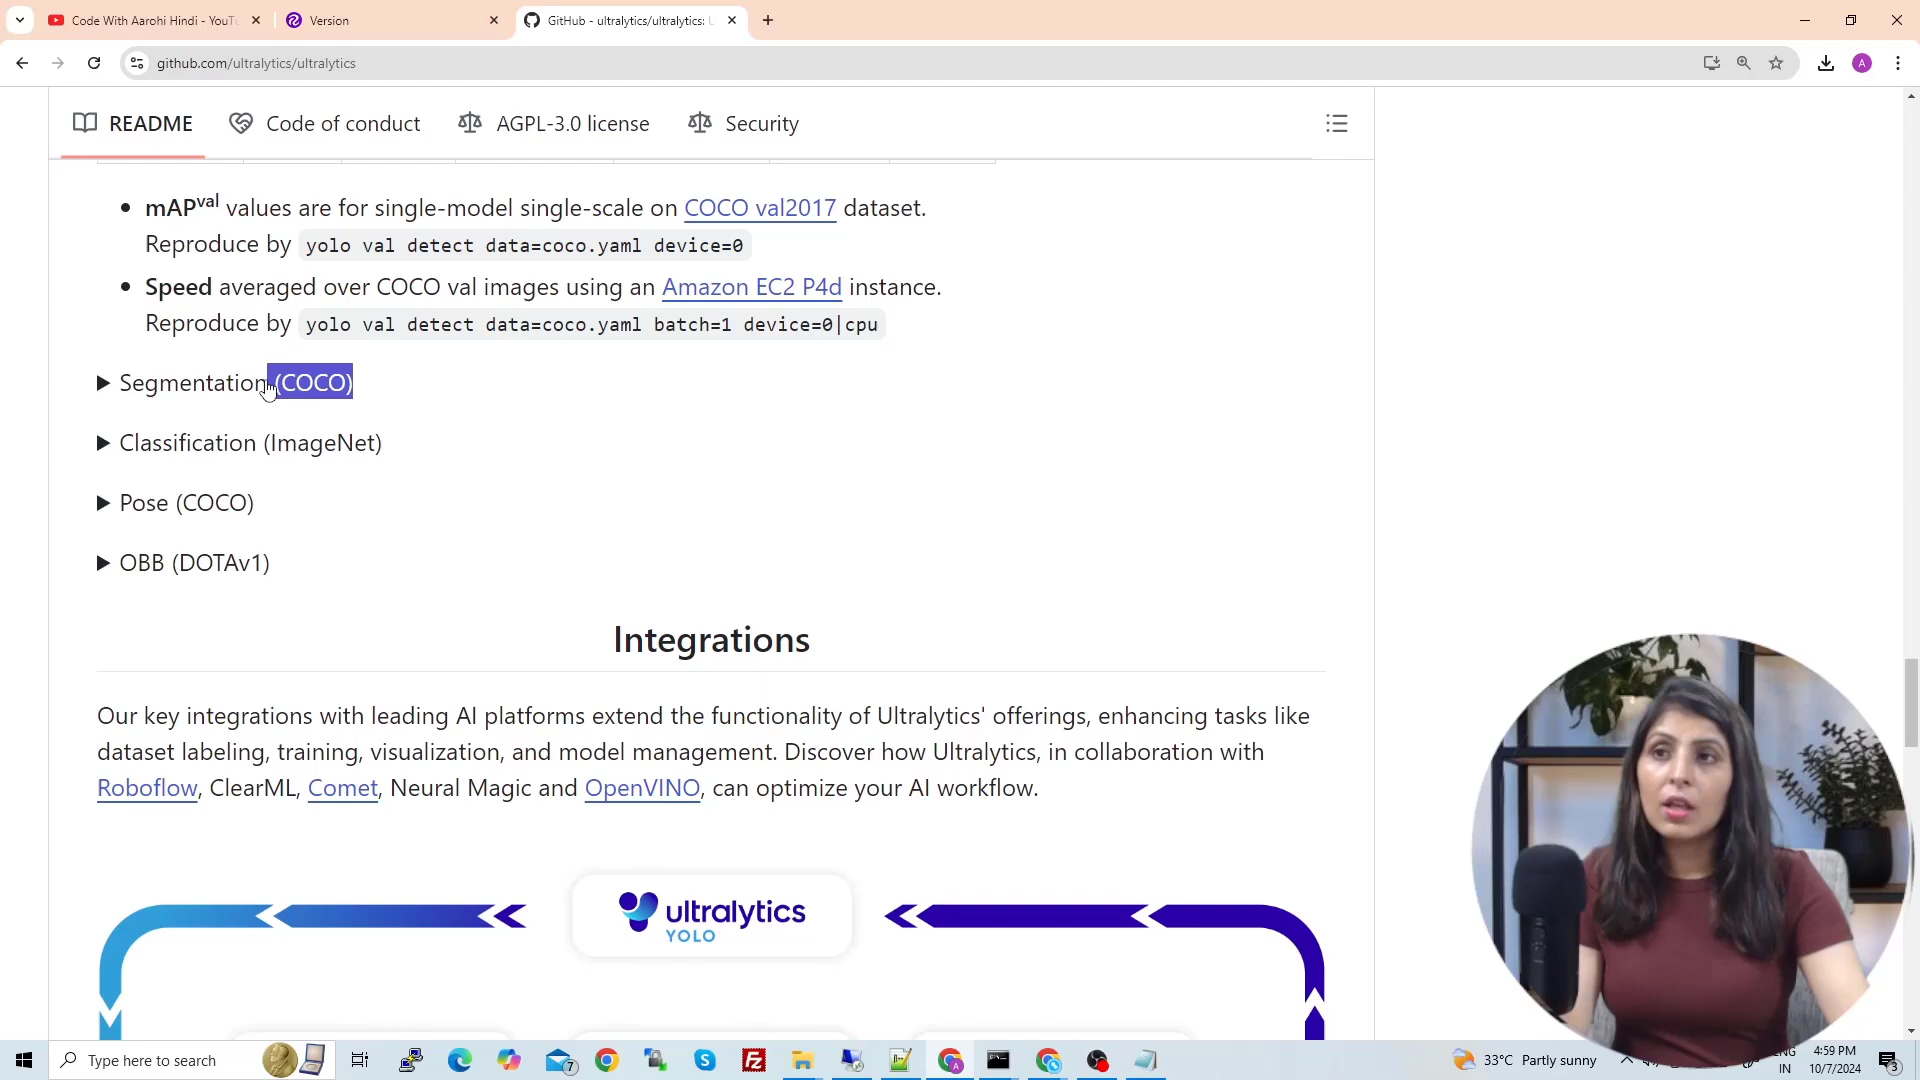 Code With Aarohi Hindi - YouTu
Version
GitHub - ultralytics/ultralytics: U
github.com/ultralytics/ultralytics
A
README
Code of conduct
AGPL-3.0 license
Security
mAPval values are for single-model single-scale on COCO val2017 dataset.
Reproduce by yolo val detect data=coco.yaml device=0
Speed averaged over COCO val images using an Amazon EC2 P4d instance.
Reproduce by yolo val detect data=coco.yaml batch=1 device=0|cpu
Segmentation (COCO)
Classification (ImageNet)
Pose (COCO)
OBB (DOTAv1)
Integrations
Our key integrations with leading AI platforms extend the functionality of Ultralytics' offerings, enhancing tasks like
dataset labeling, training, visualization, and model management. Discover how Ultralytics, in collaboration with
Roboflow, ClearML, Comet, Neural Magic and OpenVINO, can optimize your AI workflow.
ultralytics
YOLO
Type here to search
7
33°C Partly sunny
ENG
IN
4:59 PM
10/7/2024
3